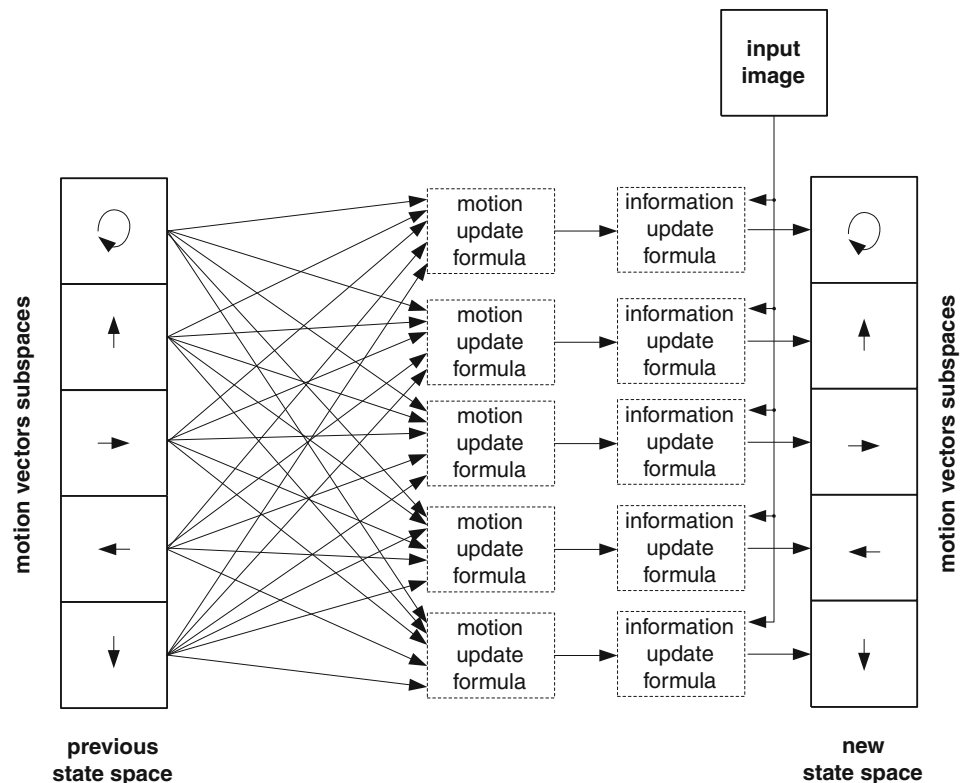 input
image
motion
update
formula
information
update
formula
motion
update
formula
information
update
formula
motion
update
formula
information
update
formula
motion
update
formula
information
update
formula
motion
update
formula
information
update
formula
motion vectors subspaces
motion vectors subspaces
previous
state space
new
state space